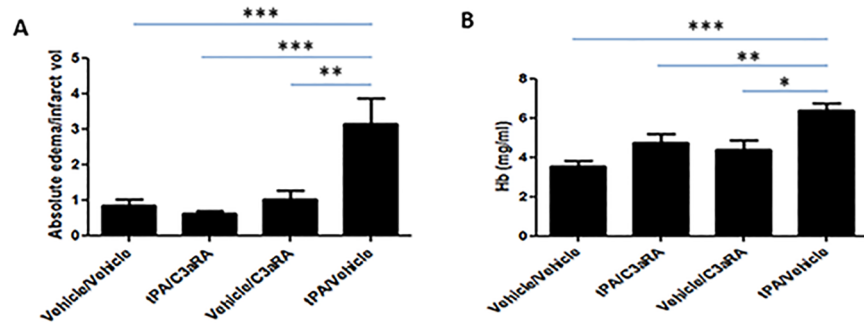 A
***
***
**
Absolute edema/infarct vol
5
4
3
2
1
0
Vehicle/Vehicle
tPA/C3aRA
Vehicle/C3aRA
tPA/Vehicle
B
***
**
*
Hb (mg/ml)
8
6
4
2
0
Vehicle/Vehicle
tPA/C3aRA
Vehicle/C3aRA
tPA/Vehicle